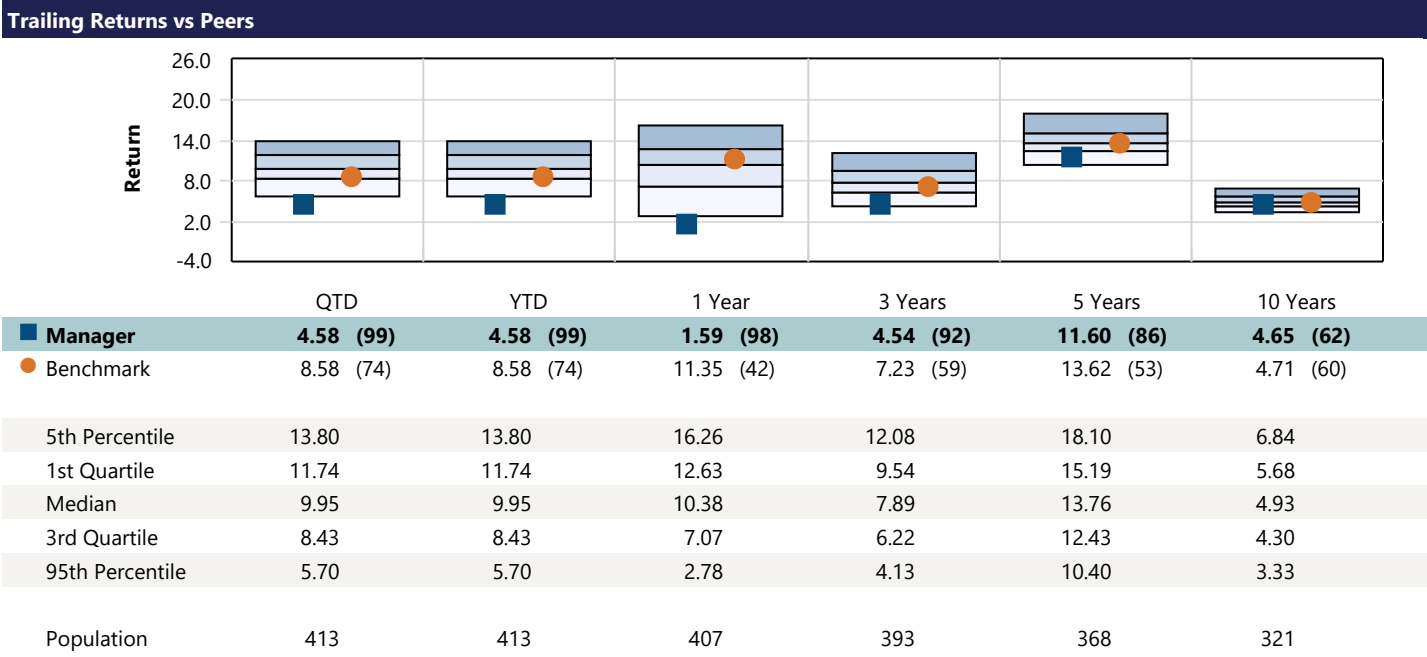 Trailing Returns vs Peers
26.0
20.0
14.0
8.0
2.0
-4.0
Return
QTD YTD 1 Year 3 Years 5 Years 10 Years
Manager 4.58 (99) 4.58 (99) 1.59 (98) 4.54 (92) 11.60 (86) 4.65 (62)
Benchmark 8.58 (74) 8.58 (74) 11.35 (42) 7.23 (59) 13.62 (53) 4.71 (60)
5th Percentile 13.80 13.80 16.26 12.08 18.10 6.84
1st Quartile 11.74 11.74 12.63 9.54 15.19 5.68
Median 9.95 9.95 10.38 7.89 13.76 4.93
3rd Quartile 8.43 8.43 7.07 6.22 12.43 4.30
95th Percentile 5.70 5.70 2.78 4.13 10.40 3.33
Population 413 413 407 393 368 321